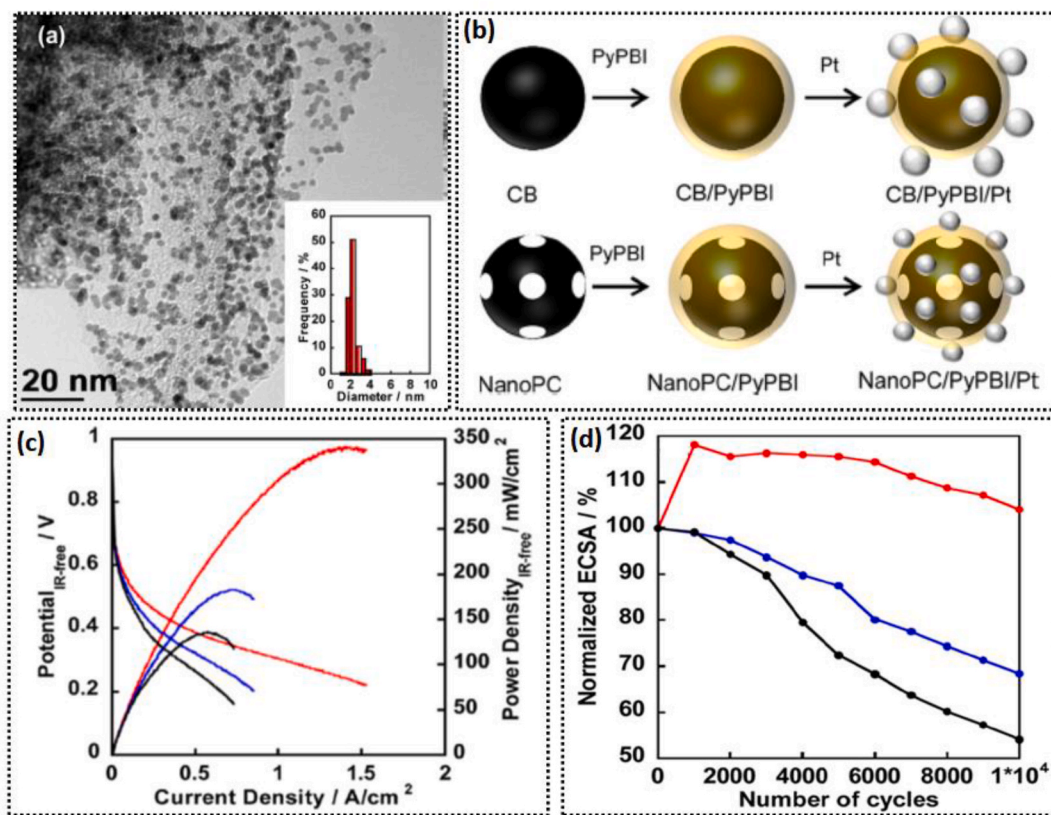 (a)
20 nm
Frequency / %
60
50
40
30
20
10
0
0 2 4 6 8 10
Diameter / nm
(b)
PyPBI
Pt
CB
CB/PyPBI
CB/PyPBI/Pt
PyPBI
Pt
NanoPC
NanoPC/PyPBI
NanoPC/PyPBI/Pt
(c)
Potential IR-free / V
1
0.8
0.6
0.4
0.2
0
0 0.5 1 1.5 2
Current Density / A/cm²
350
300
250
200
150
100
50
0
Power Density IR-free / mW/cm²
(d)
Normalized ECSA / %
120
110
100
90
80
70
60
50
0 2000 4000 6000 8000 1*10⁴
Number of cycles